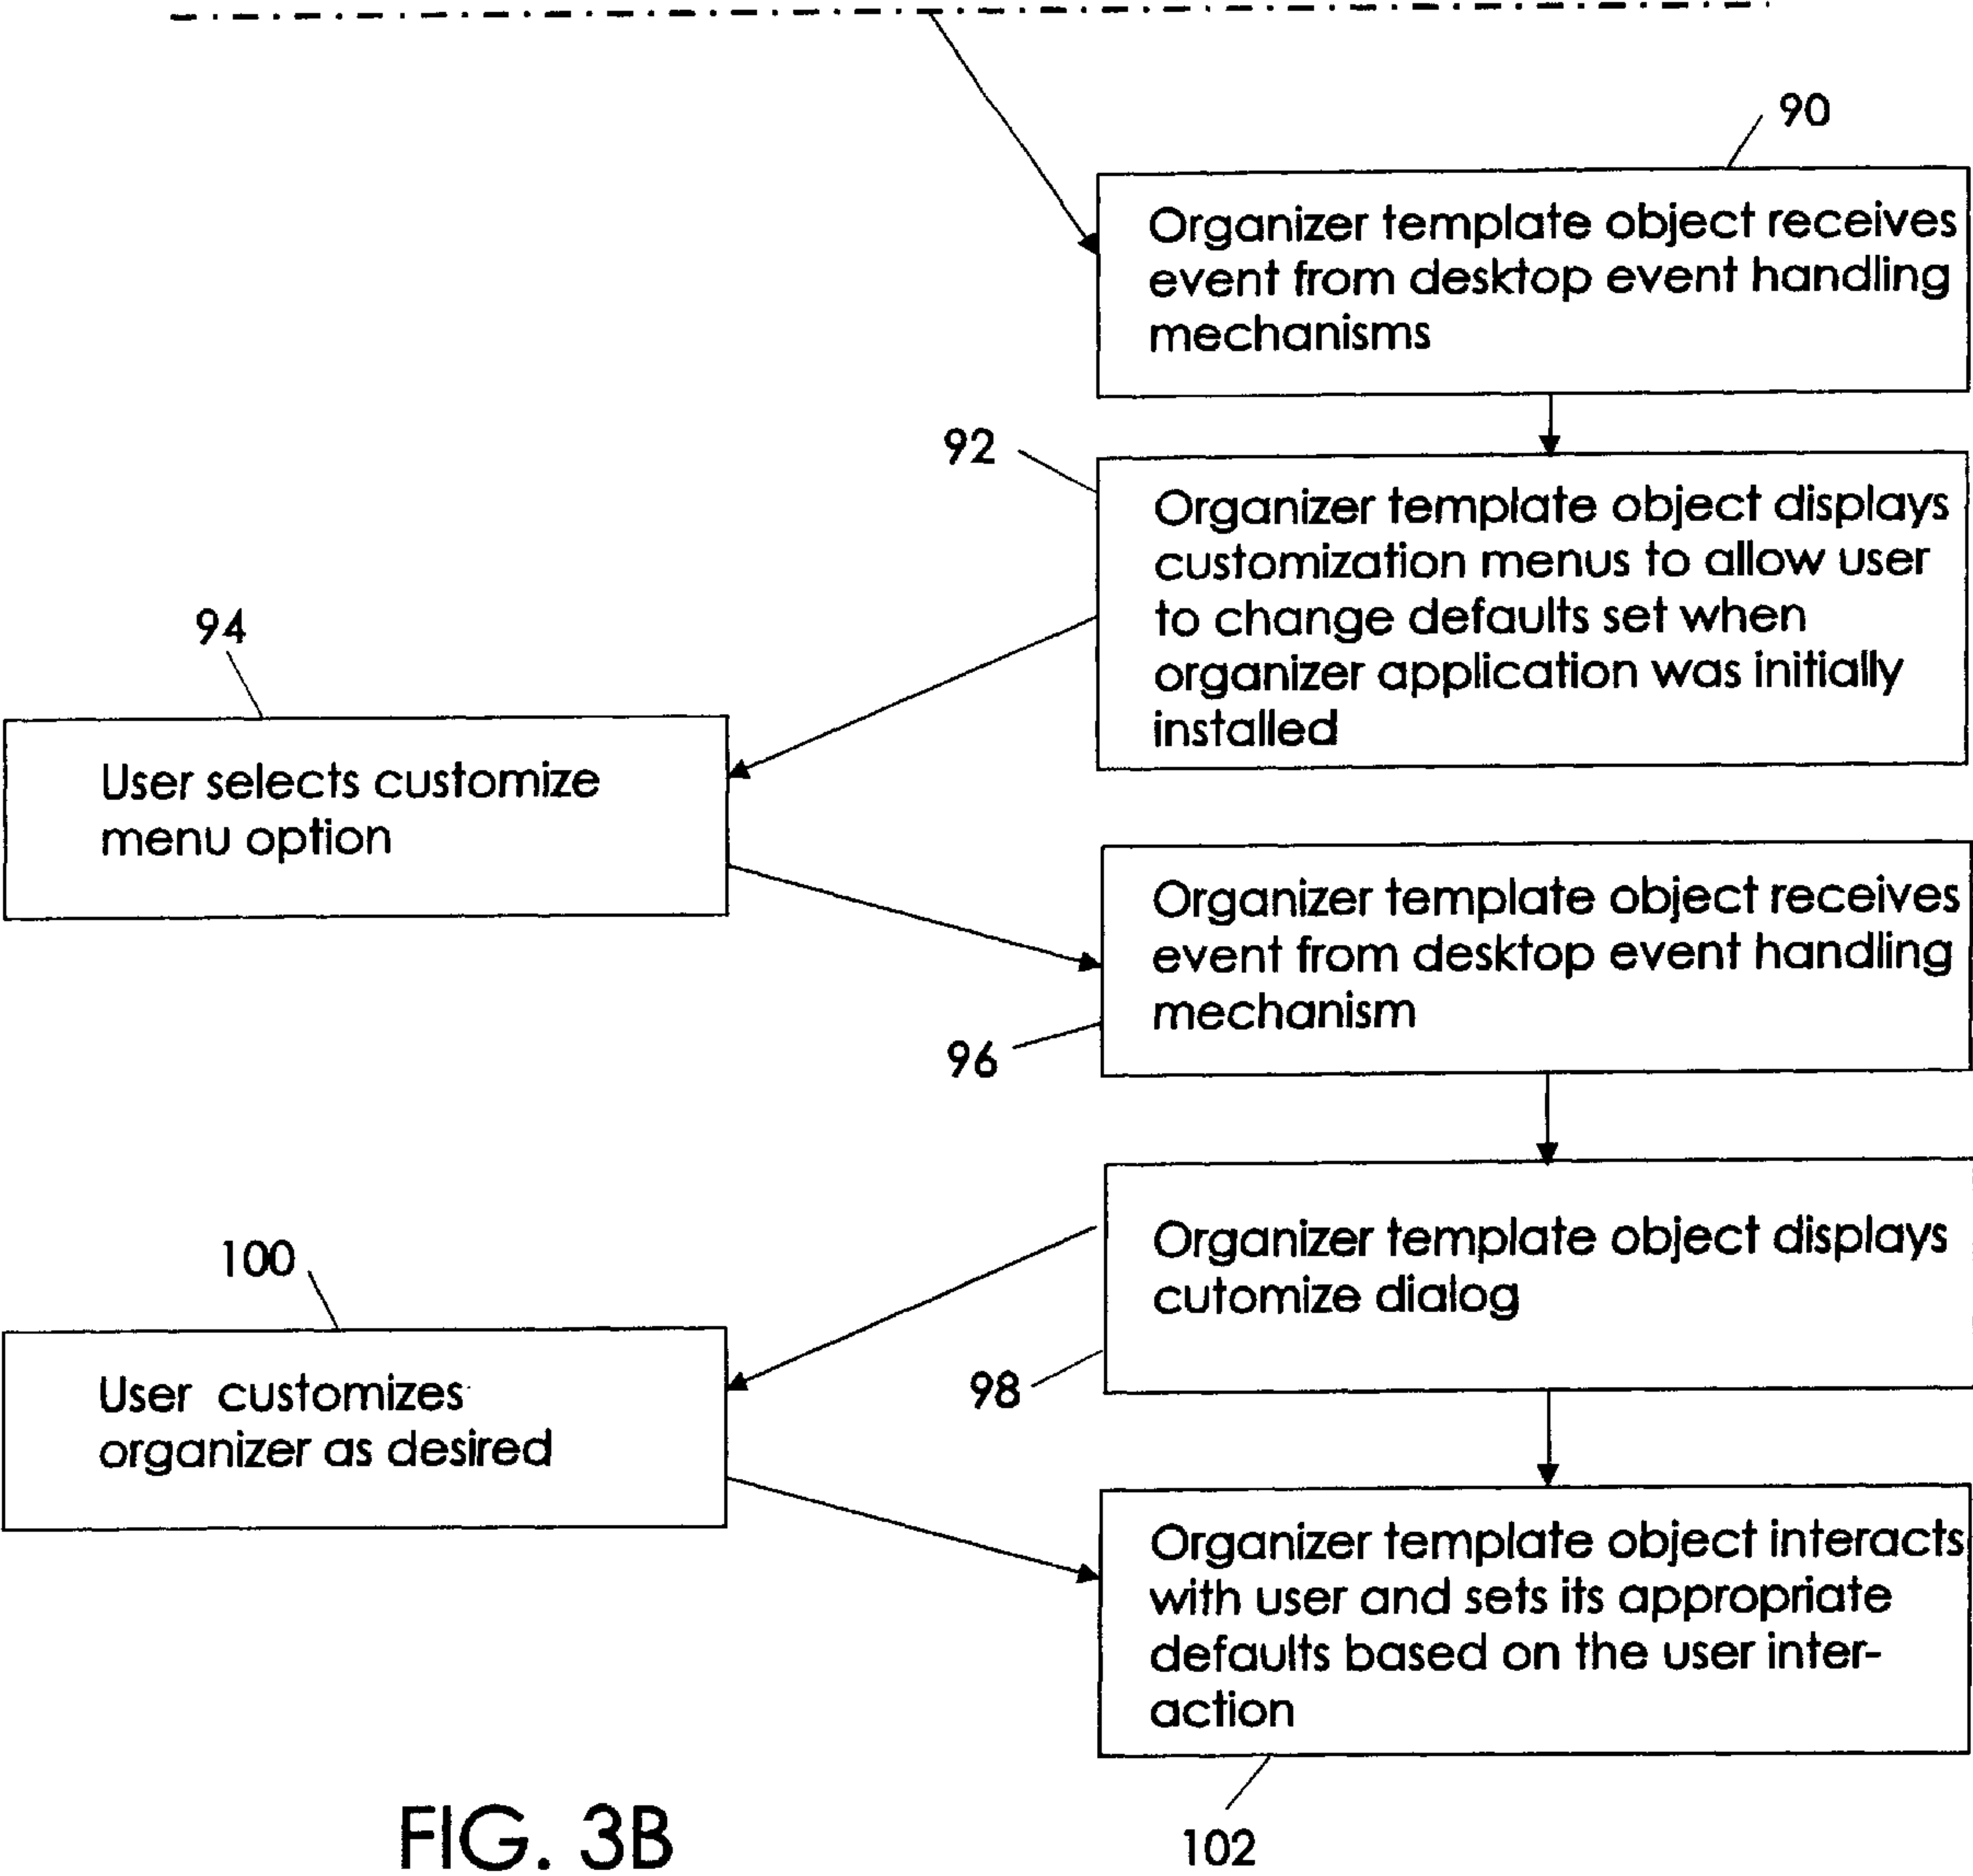 90
Organizer template object receives
event from desktop event handling
mechanisms
92
Organizer template object displays
customization menus to allow user
to change defaults set when
organizer application was initially
installed
94
User selects customize
menu option
Organizer template object receives
event from desktop event handling
mechanism
96
Organizer template object displays
cutomize dialog
98
100
User customizes
organizer as desired
Organizer template object interacts
with user and sets its appropriate
defaults based on the user inter-
action
102
FIG. 3B